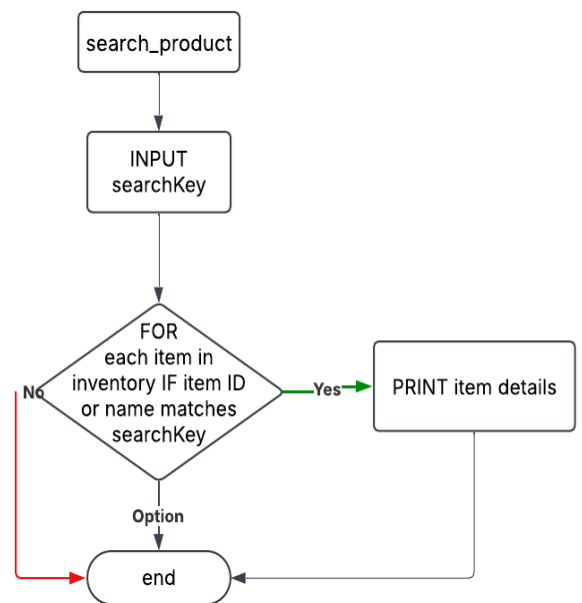 search_product
INPUT
searchKey
FOR
each item in
inventory IF item ID
or name matches
searchKey
No
Yes
PRINT item details
Option
end